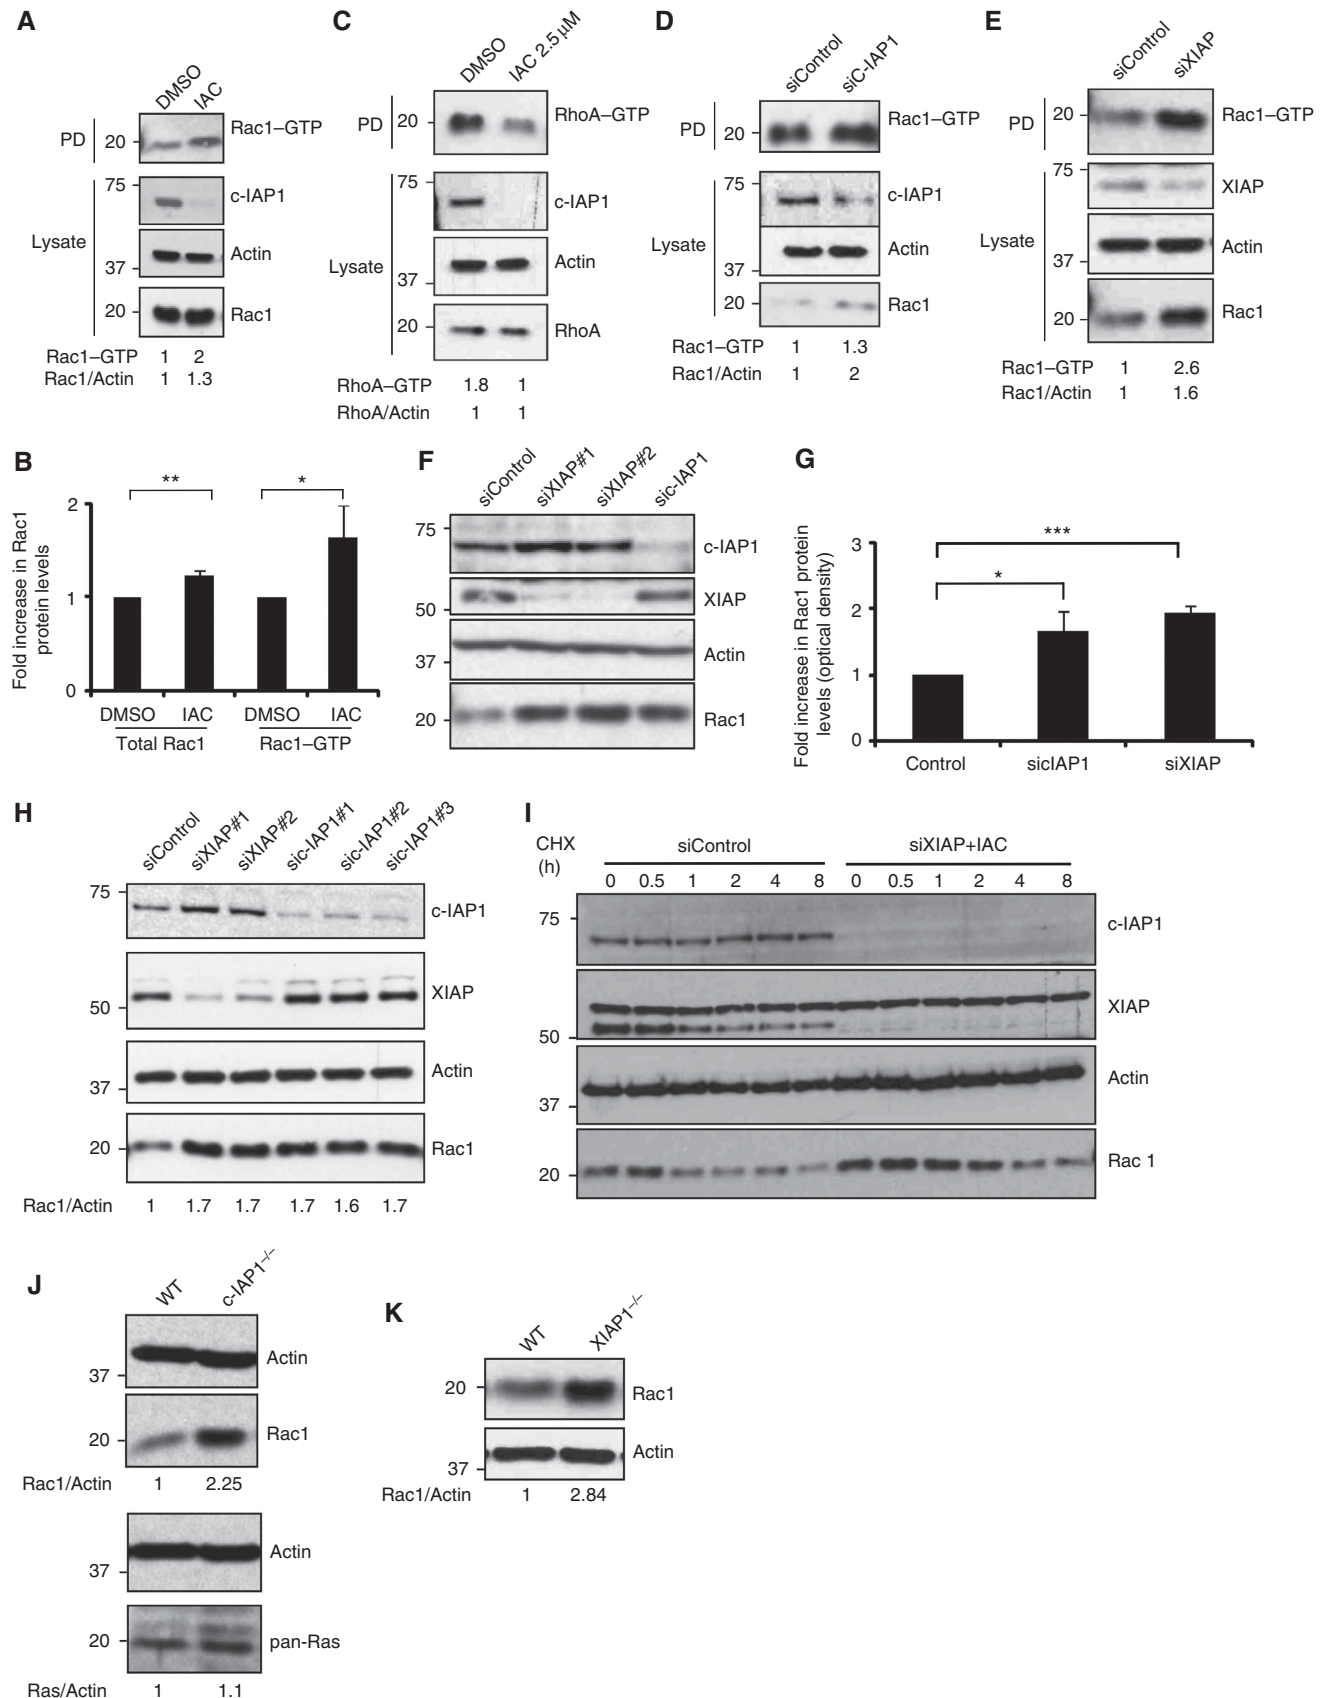 A
DMSO
IAC
PD
20
Rac1–GTP
75
c-IAP1
Lysate
Actin
37
20
Rac1
Rac1–GTP 1 2
Rac1/Actin 1 1.3
C
DMSO
IAC 2.5 µM
PD
20
RhoA–GTP
75
c-IAP1
Lysate
Actin
37
20
RhoA
RhoA–GTP 1.8 1
RhoA/Actin 1 1
D
siControl
siC-IAP1
PD
20
Rac1–GTP
75
c-IAP1
Lysate
Actin
37
20
Rac1
Rac1–GTP 1 1.3
Rac1/Actin 1 2
E
siControl
siXIAP
PD
20
Rac1–GTP
75
XIAP
Lysate
Actin
37
20
Rac1
Rac1–GTP 1 2.6
Rac1/Actin 1 1.6
B
Fold increase in Rac1
protein levels
2
1
0
**
*
DMSO IAC DMSO IAC
Total Rac1 Rac1–GTP
F
siControl
siXIAP#1
siXIAP#2
sic-IAP1
75
c-IAP1
XIAP
50
Actin
37
20
Rac1
G
Fold increase in Rac1 protein
levels (optical density)
3
2
1
0
***
*
Control sicIAP1 siXIAP
H
siControl
siXIAP#1
siXIAP#2
sic-IAP1#1
sic-IAP1#2
sic-IAP1#3
75
c-IAP1
XIAP
50
Actin
37
20
Rac1
Rac1/Actin 1 1.7 1.7 1.7 1.6 1.7
I
CHX
(h)
siControl siXIAP+IAC
0 0.5 1 2 4 8 0 0.5 1 2 4 8
75
c-IAP1
XIAP
50
Actin
37
Rac 1
20
J
WT
c-IAP1–/–
Actin
37
20
Rac1
Rac1/Actin 1 2.25
Actin
37
20
pan-Ras
Ras/Actin 1 1.1
K
WT
XIAP1–/–
20
Rac1
Actin
37
Rac1/Actin 1 2.84